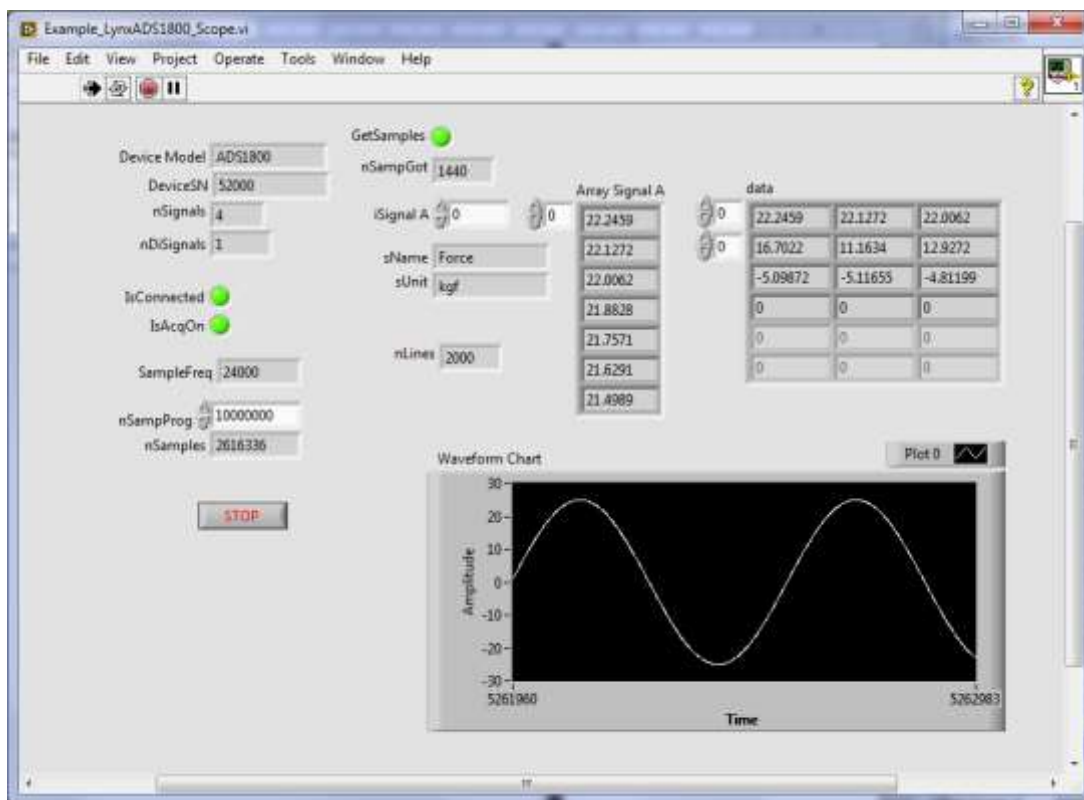 Example_LynxADS1800_Scope.vi
File Edit View Project Operate Tools Window Help
1
Device Model ADS1800
DeviceSN 52000
nSignals 4
nDiSignals 1
IsConnected
IsAcqOn
SampleFreq 24000
nSampProg 10000000
nSamples 2616336
STOP
GetSamples
nSampGot 1440
iSignal A 0
sName Force
sUnit kgf
nLines 2000
Array Signal A
0 22.2459
22.1272
22.0062
21.8828
21.7571
21.6291
21.4989
data
0 22.2459 22.1272 22.0062
0 16.7022 11.1634 12.9272
-5.09872 -5.11655 -4.81199
0 0 0
0 0 0
0 0 0
Waveform Chart
Plot 0
30
20
10
0
-10
-20
-30
Amplitude
5261960 5262983
Time